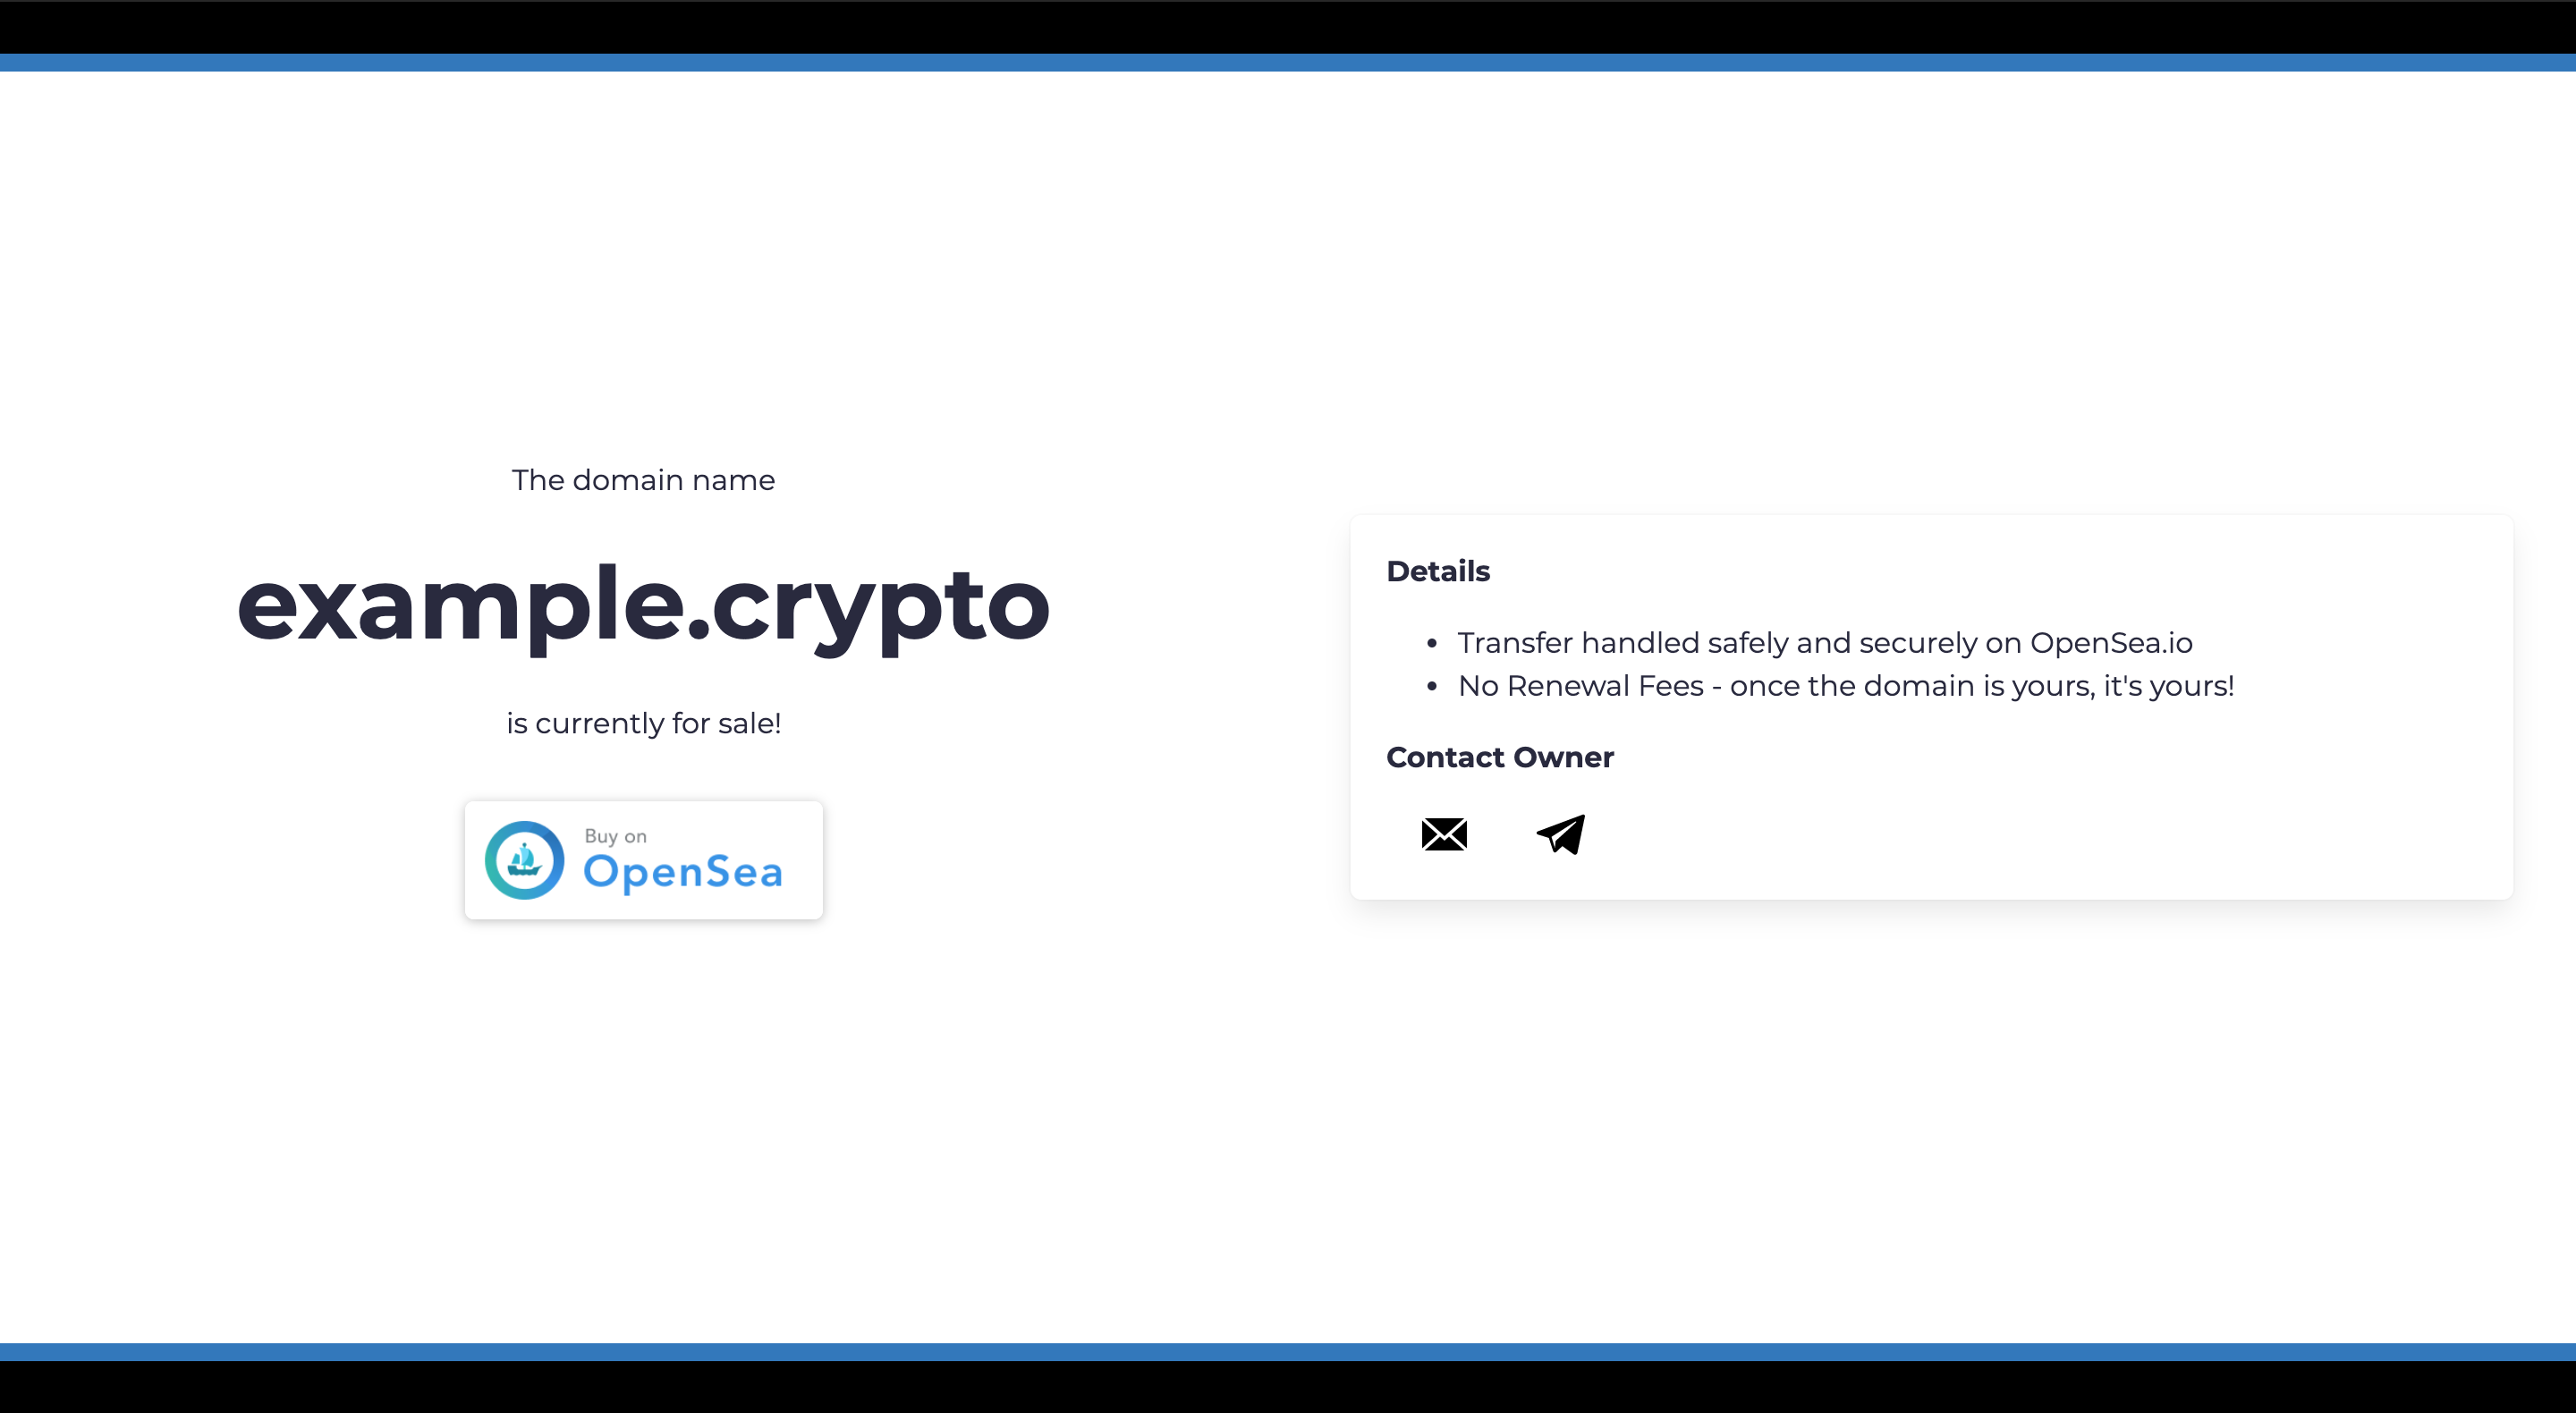 The domain name
example.crypto
is currently for sale!
Buy on
OpenSea
Details
• Transfer handled safely and securely on OpenSea.io
• No Renewal Fees - once the domain is yours, it's yours!
Contact Owner